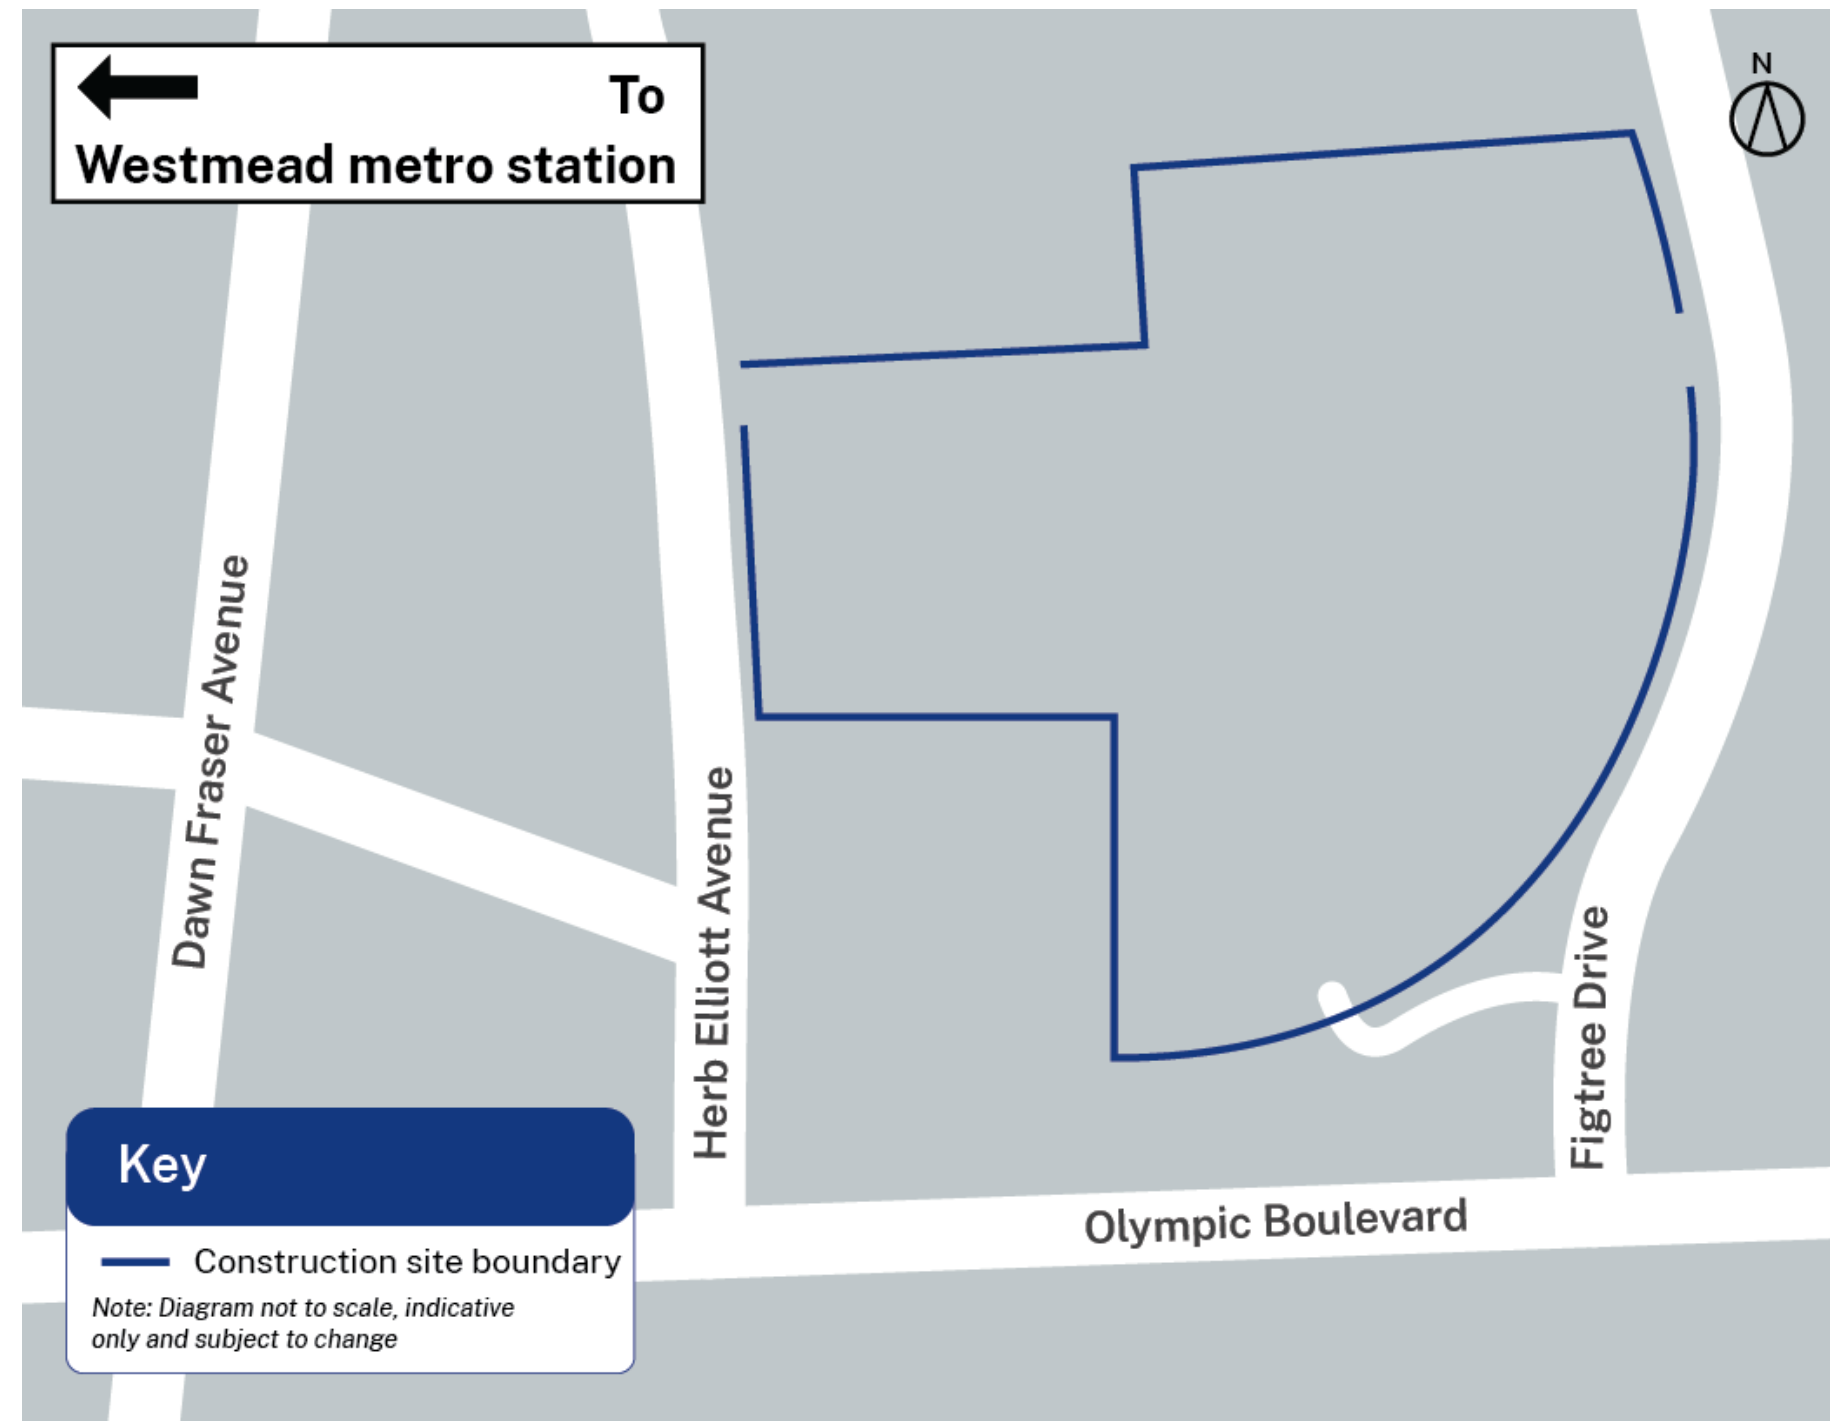 To
Westmead metro station
N
Dawn Fraser Avenue
Herb Elliott Avenue
Figtree Drive
Olympic Boulevard
Key
Construction site boundary
Note: Diagram not to scale, indicative
only and subject to change